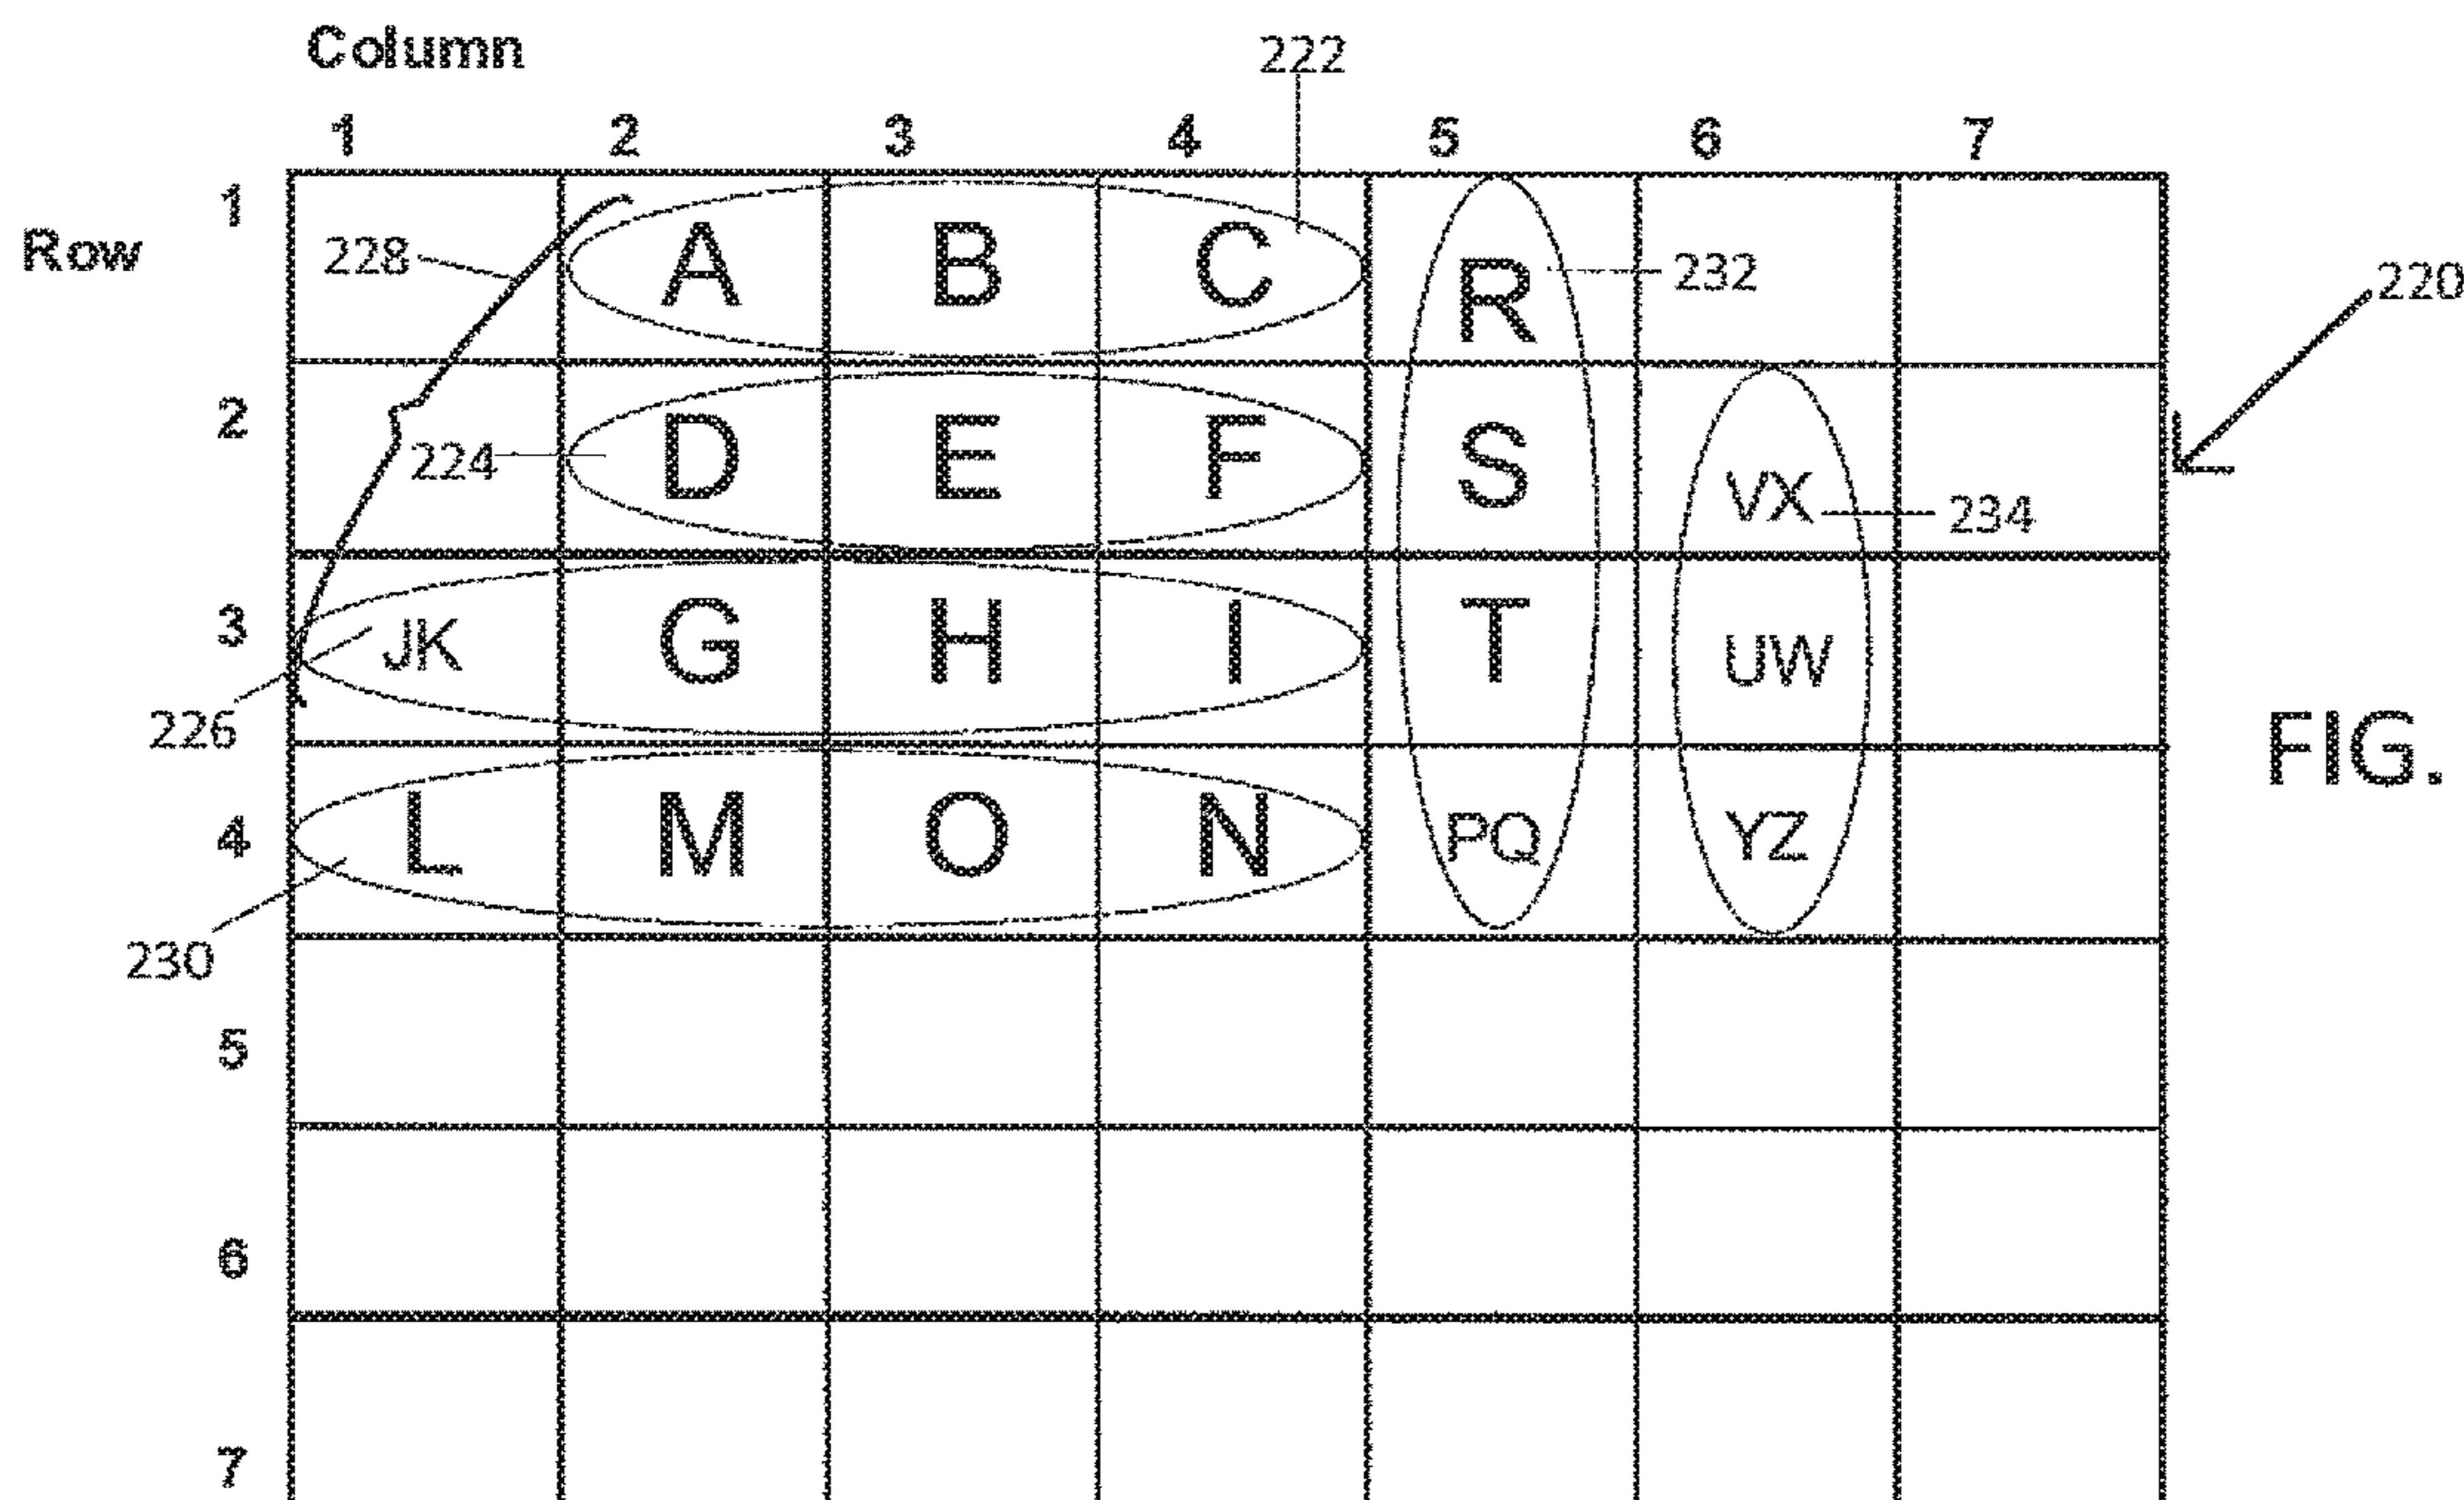 Column
222
1 2 3 4 5 6 7
1
Row
228
A B C R
232
220
2
224
D E F S VX
234
3
JK G H I T UW
226
FIG.
4
L M O N PQ YZ
230
5
6
7